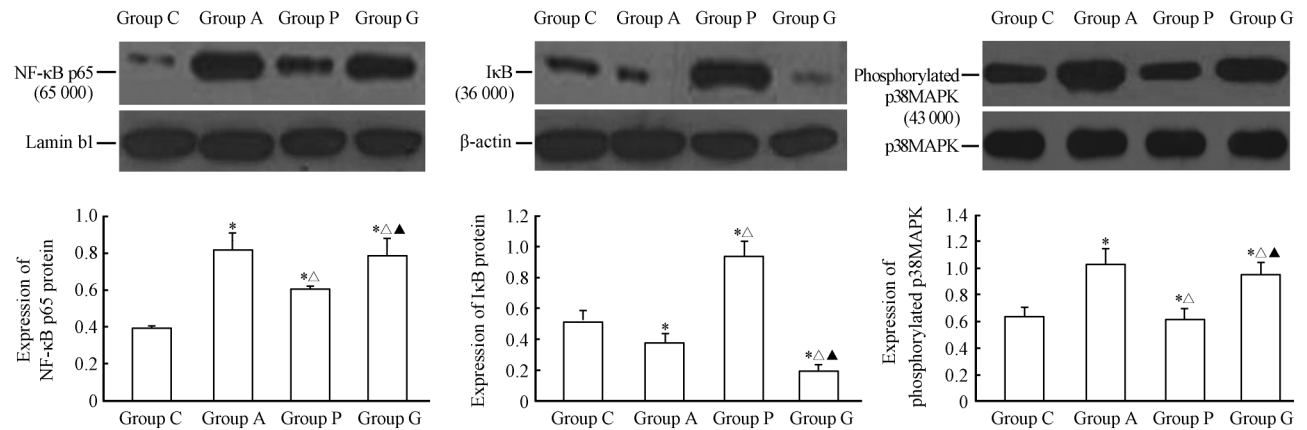 Group C Group A Group P Group G
NF-κB p65
(65 000)
Lamin b1
Expression of
NF-κB p65 protein
1.0
0.8
0.6
0.4
0.2
0
*
*△
*△▲
Group C Group A Group P Group G
Group C Group A Group P Group G
IκB
(36 000)
β-actin
Expression of IκB protein
1.2
1.0
0.8
0.6
0.4
0.2
0
*
*△
*△▲
Group C Group A Group P Group G
Group C Group A Group P Group G
Phosphorylated
p38MAPK
(43 000)
p38MAPK
Expression of
phosphorylated p38MAPK
1.4
1.2
1.0
0.8
0.6
0.4
0.2
0
*
*△
*△▲
Group C Group A Group P Group G